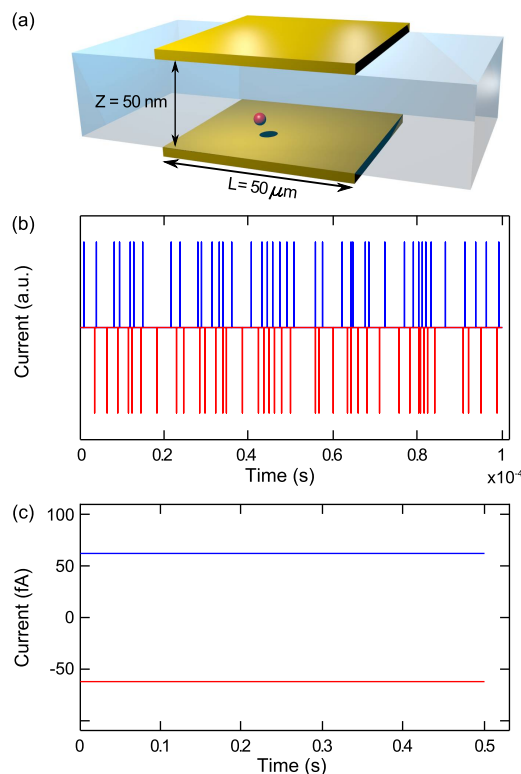 (a)
Z = 50 nm
L= 50 μm
(b)
Current (a.u.)
0 0.2 0.4 0.6 0.8 1
Time (s)
x10⁻⁴
(c)
100
50
0
-50
Current (fA)
0 0.1 0.2 0.3 0.4 0.5
Time (s)